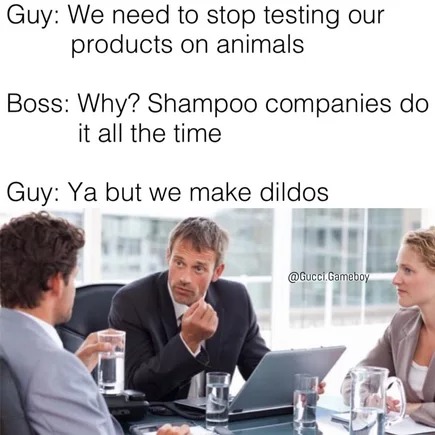 Guy: We need to stop testing our
products on animals
Boss: Why? Shampoo companies do
it all the time
Guy: Ya but we make dildos
@Gucci.Gameboy